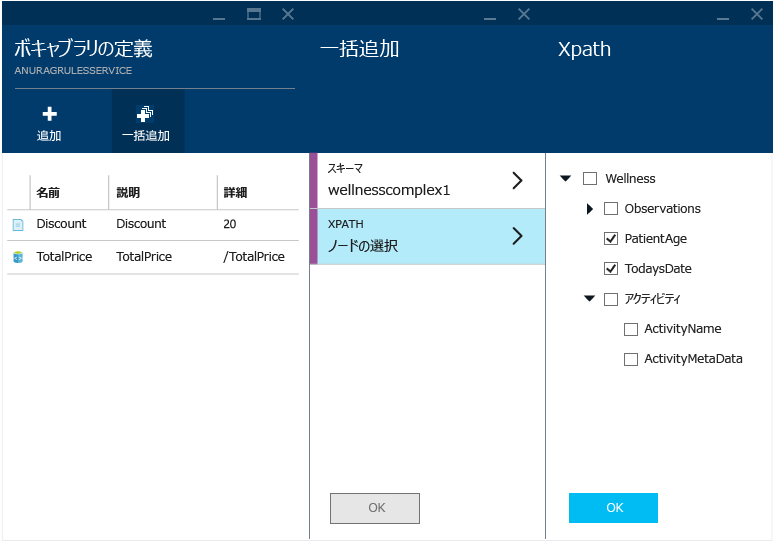 ボキャブラリの定義
ANURAGRULESSERVICE
追加
一括追加
名前 説明 詳細
Discount Discount 20
TotalPrice TotalPrice /TotalPrice
一括追加
スキーマ
wellnesscomplex1
XPATH
ノードの選択
OK
Xpath
Wellness
Observations
PatientAge
TodaysDate
アクティビティ
ActivityName
ActivityMetaData
OK